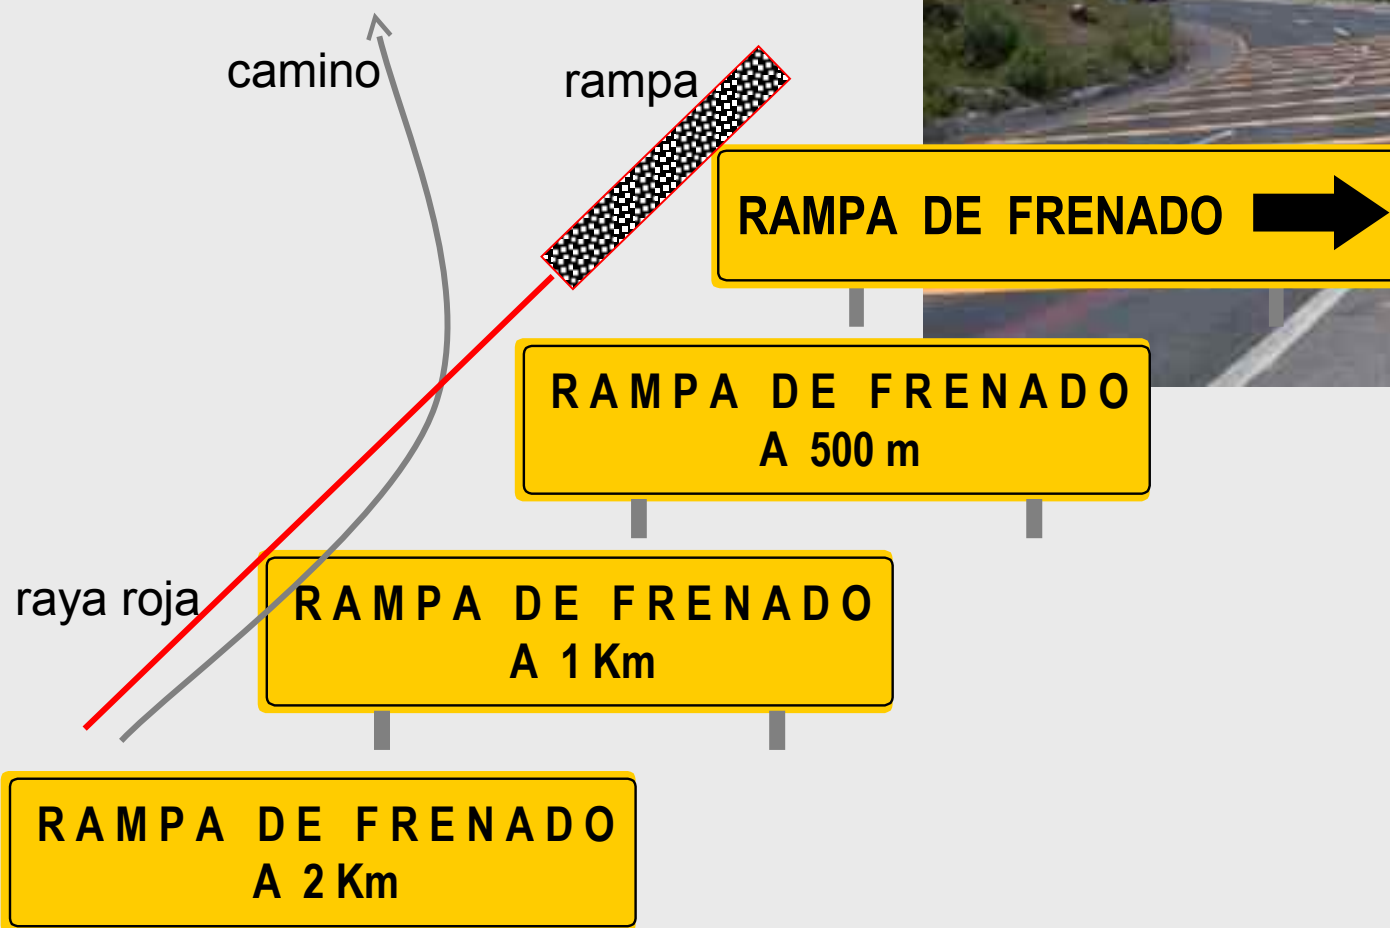 camino
rampa
RAMPA DE FRENADO
RAMPA DE FRENADO
A 500 m
raya roja
RAMPA DE FRENADO
A 1 Km
RAMPA DE FRENADO
A 2 Km